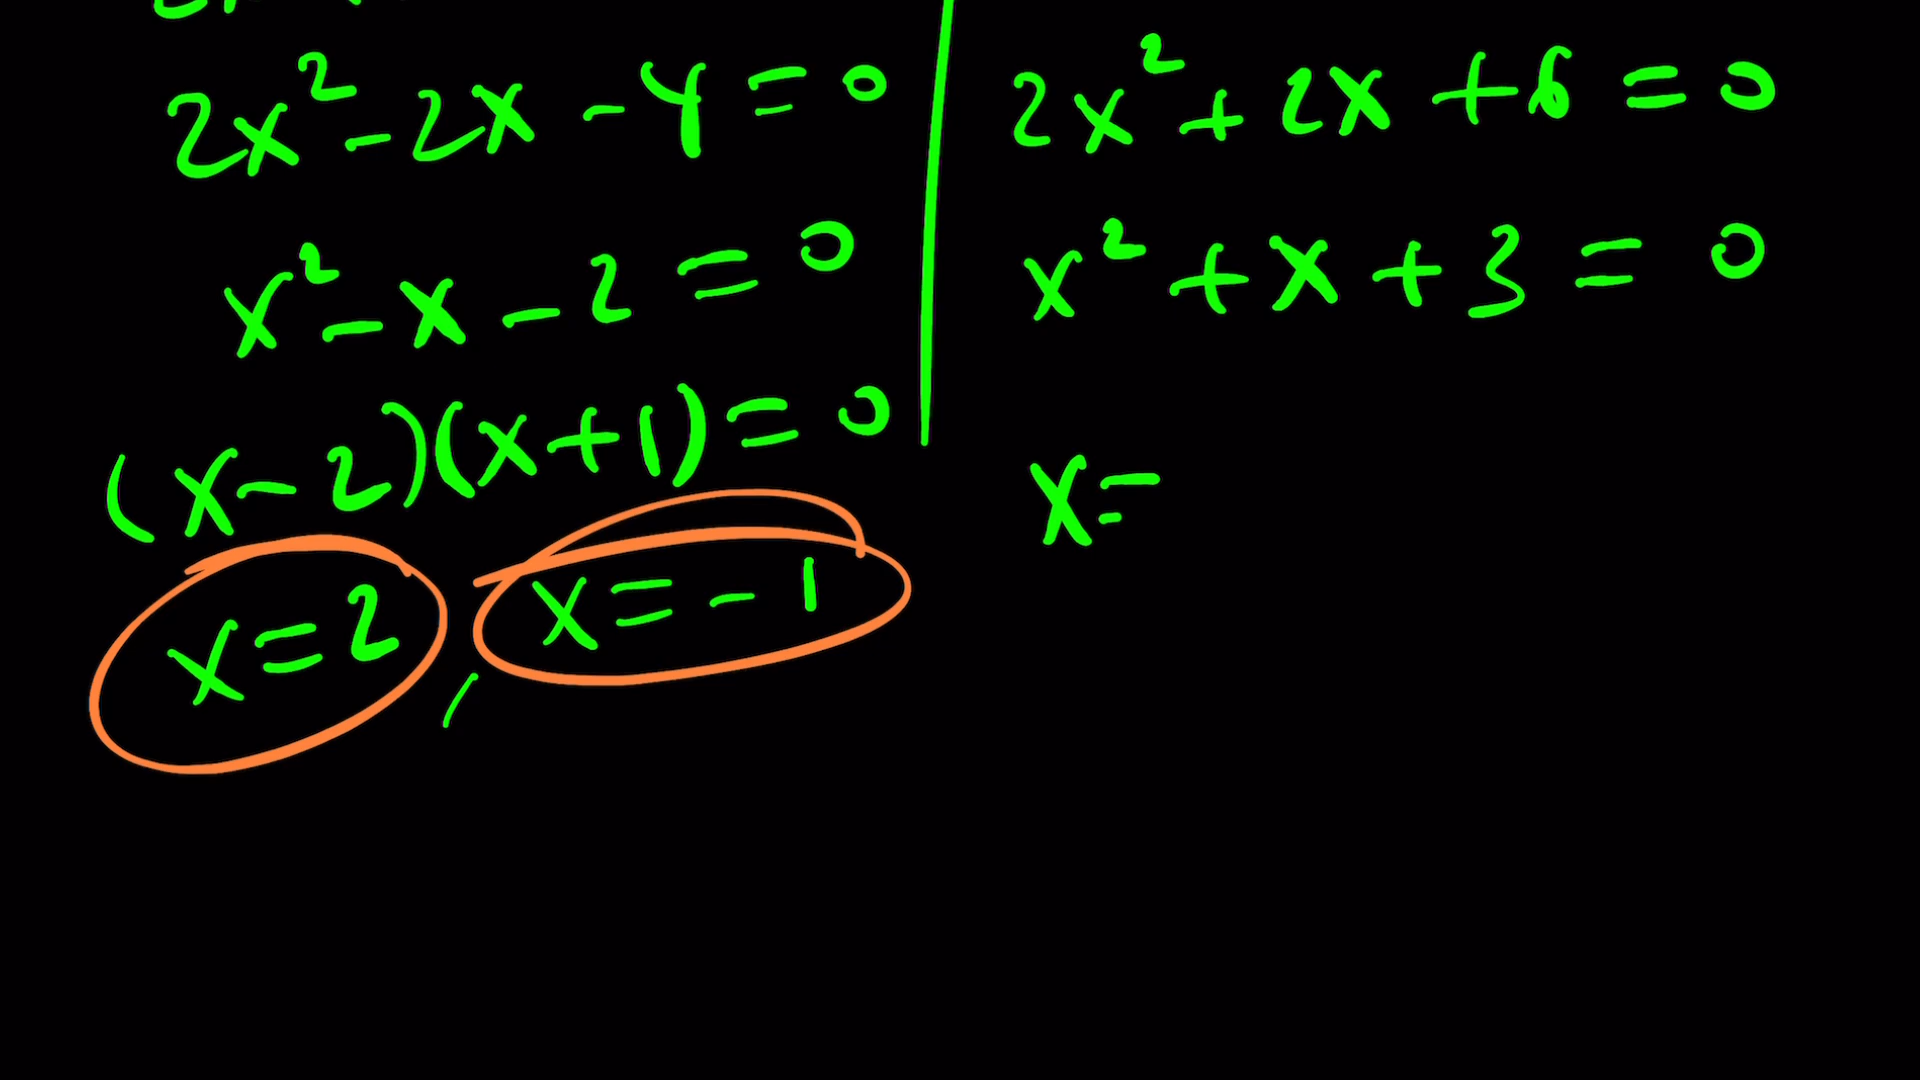 2x² - 2x - 4 = 0
x² - x - 2 = 0
(x - 2)(x + 1) = 0
x = 2, x = - 1
2x² + 2x + 6 = 0
x² + x + 3 = 0
x =